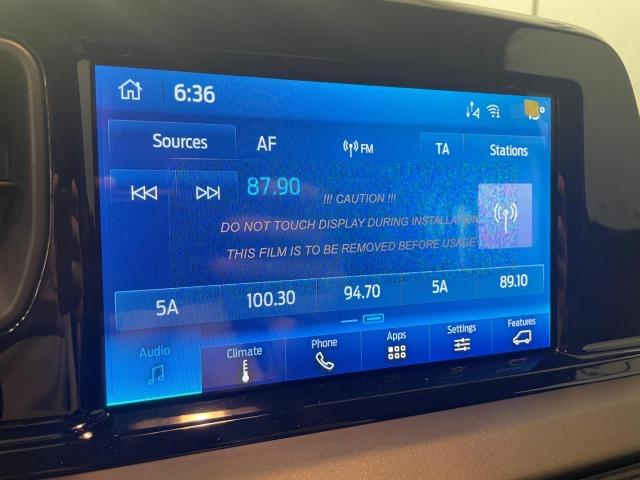 6:36
Sources AF FM TA Stations
87.90
!!! CAUTION !!!
DO NOT TOUCH DISPLAY DURING INSTALLATION
THIS FILM IS TO BE REMOVED BEFORE USAGE
5A 100.30 94.70 5A 89.10
Audio Climate Phone Apps Settings Features